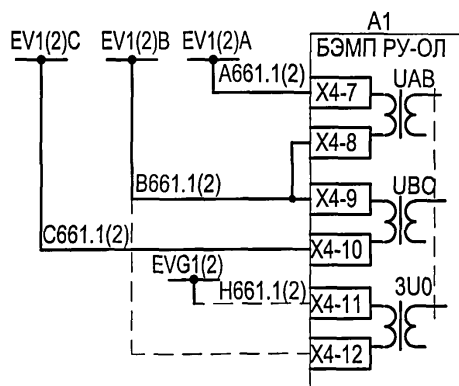 A1
EV1(2)C EV1(2)B EV1(2)A
БЭМП РУ-ОЛ
A661.1(2)
X4-7
UAB
X4-8
B661.1(2)
X4-9
UBC
C661.1(2)
X4-10
EVG1(2)
H661.1(2)
X4-11
3U0
X4-12